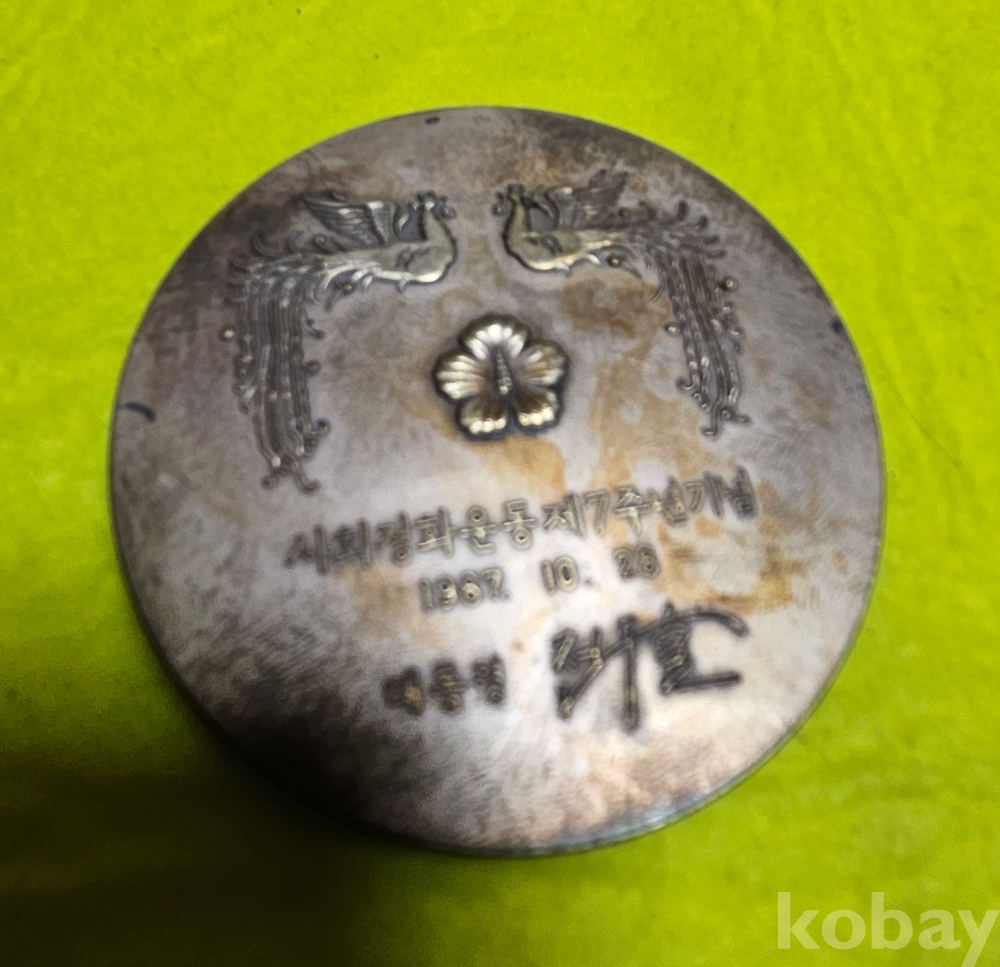 사회정화운동제7주년기념
1987. 10. 28
대통령
kobay